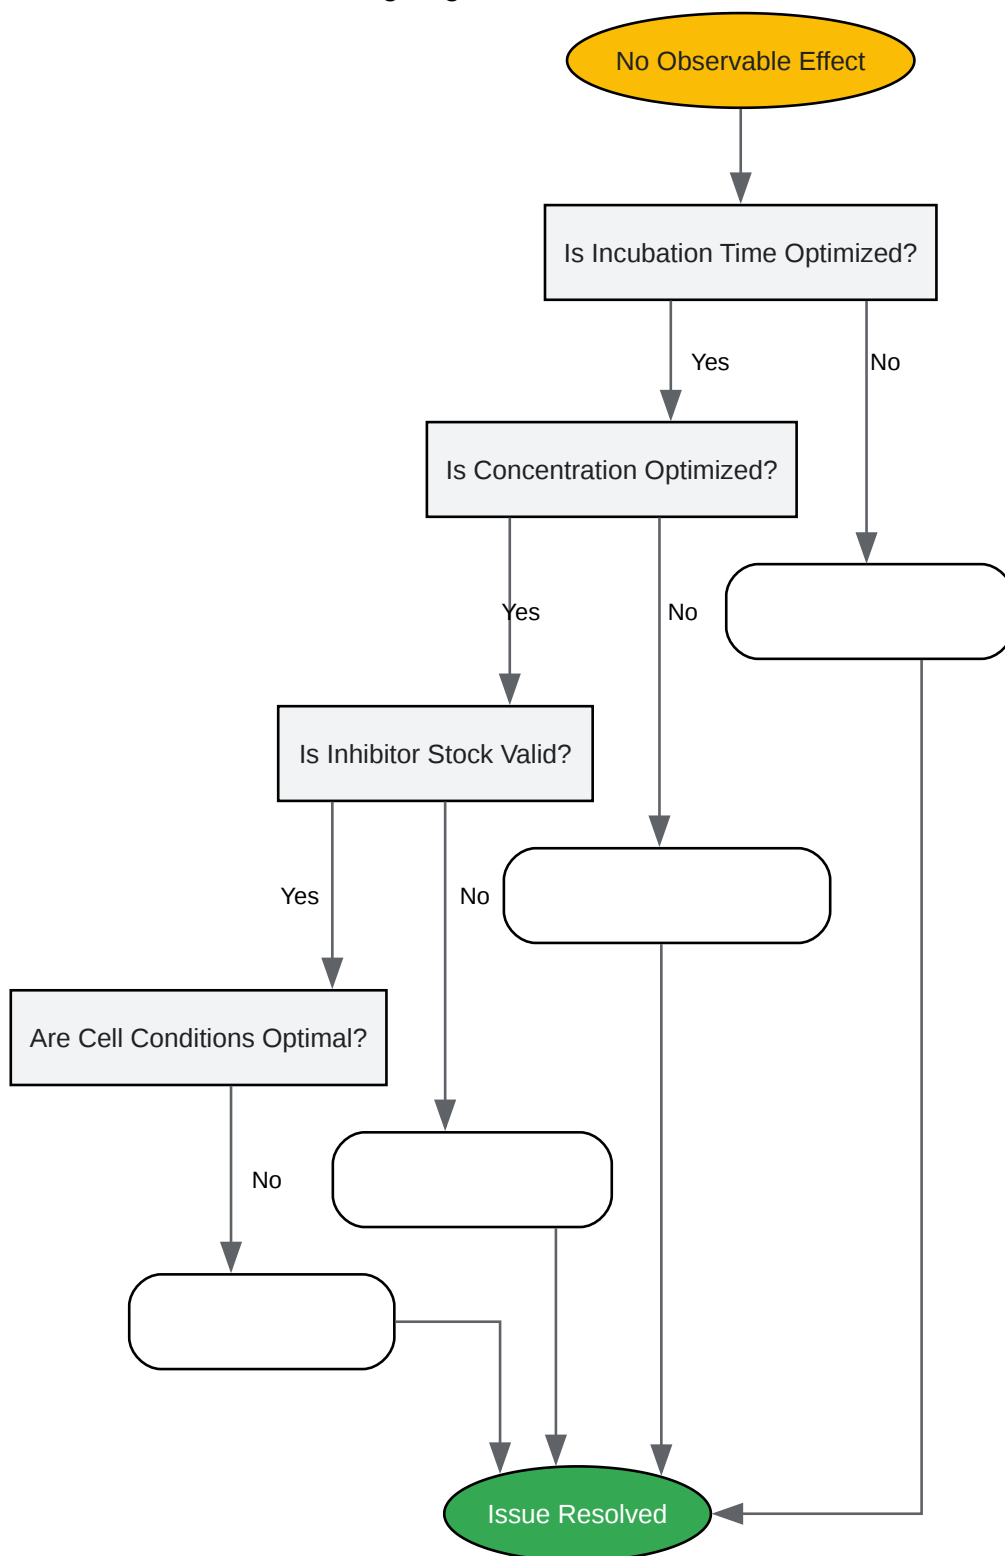 No Observable Effect
Is Incubation Time Optimized?
Yes
No
Is Concentration Optimized?
Yes
No
Is Inhibitor Stock Valid?
Yes
No
Are Cell Conditions Optimal?
No
Issue Resolved